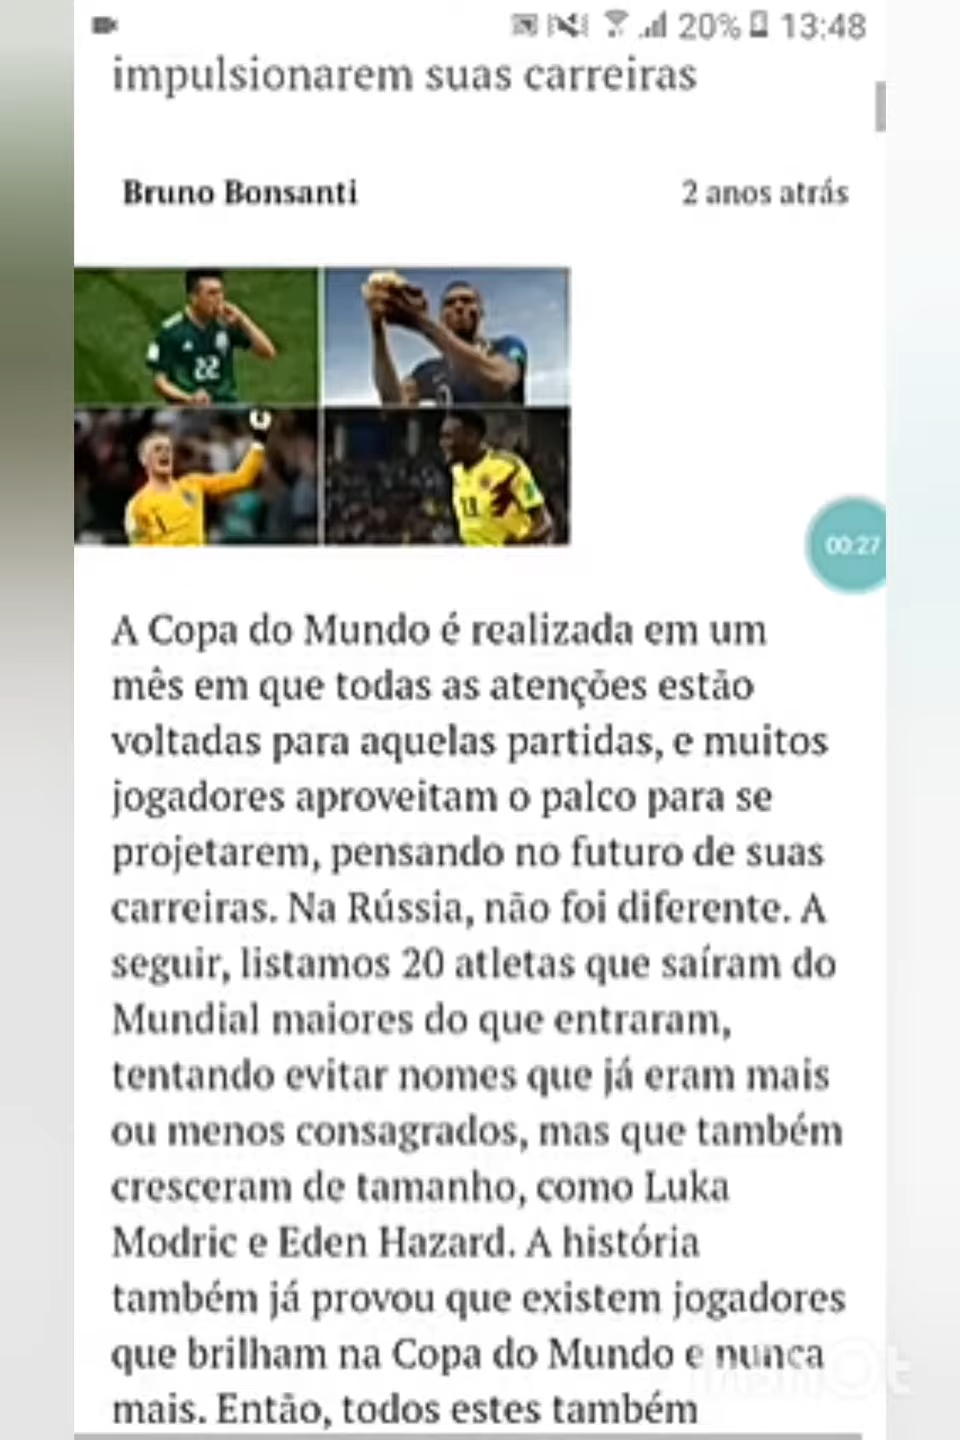 20% 13:48
impulsionarem suas carreiras
Bruno Bonsanti 2 anos atrás
22
00:27
A Copa do Mundo é realizada em um
mês em que todas as atenções estão
voltadas para aquelas partidas, e muitos
jogadores aproveitam o palco para se
projetarem, pensando no futuro de suas
carreiras. Na Rússia, não foi diferente. A
seguir, listamos 20 atletas que saíram do
Mundial maiores do que entraram,
tentando evitar nomes que já eram mais
ou menos consagrados, mas que também
cresceram de tamanho, como Luka
Modric e Eden Hazard. A história
também já provou que existem jogadores
que brilham na Copa do Mundo e nunca
mais. Então, todos estes também